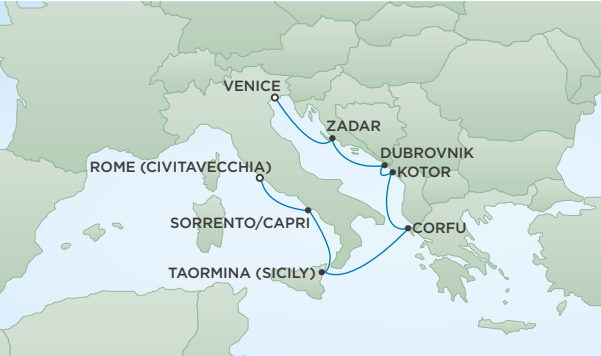 VENICE
ZADAR
DUBROVNIK
KOTOR
ROME (CIVITAVECCHIA)
SORRENTO/CAPRI
CORFU
TAORMINA (SICILY)